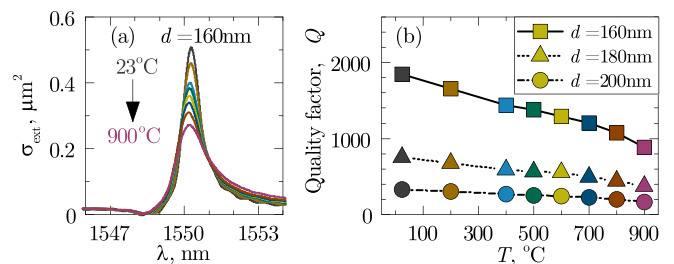 (a)
d = 160nm
23°C
900°C
0.6
0.4
0.2
0
σext, μm²
1547
1550
1553
λ, nm
(b)
d = 160nm
d = 180nm
d = 200nm
2000
1000
0
Quality factor, Q
100
300
500
700
900
T, °C